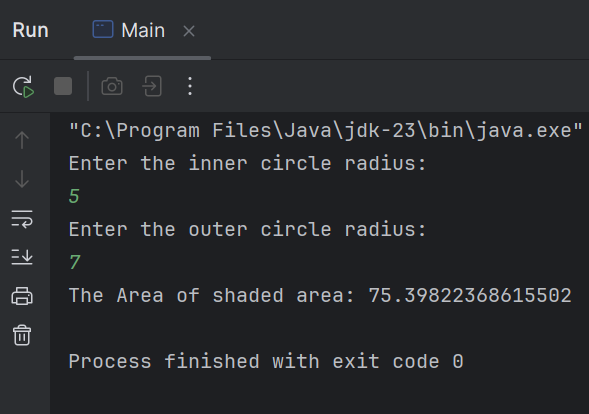 Run Main
"C:\Program Files\Java\jdk-23\bin\java.exe"
Enter the inner circle radius:
5
Enter the outer circle radius:
7
The Area of shaded area: 75.39822368615502
Process finished with exit code 0